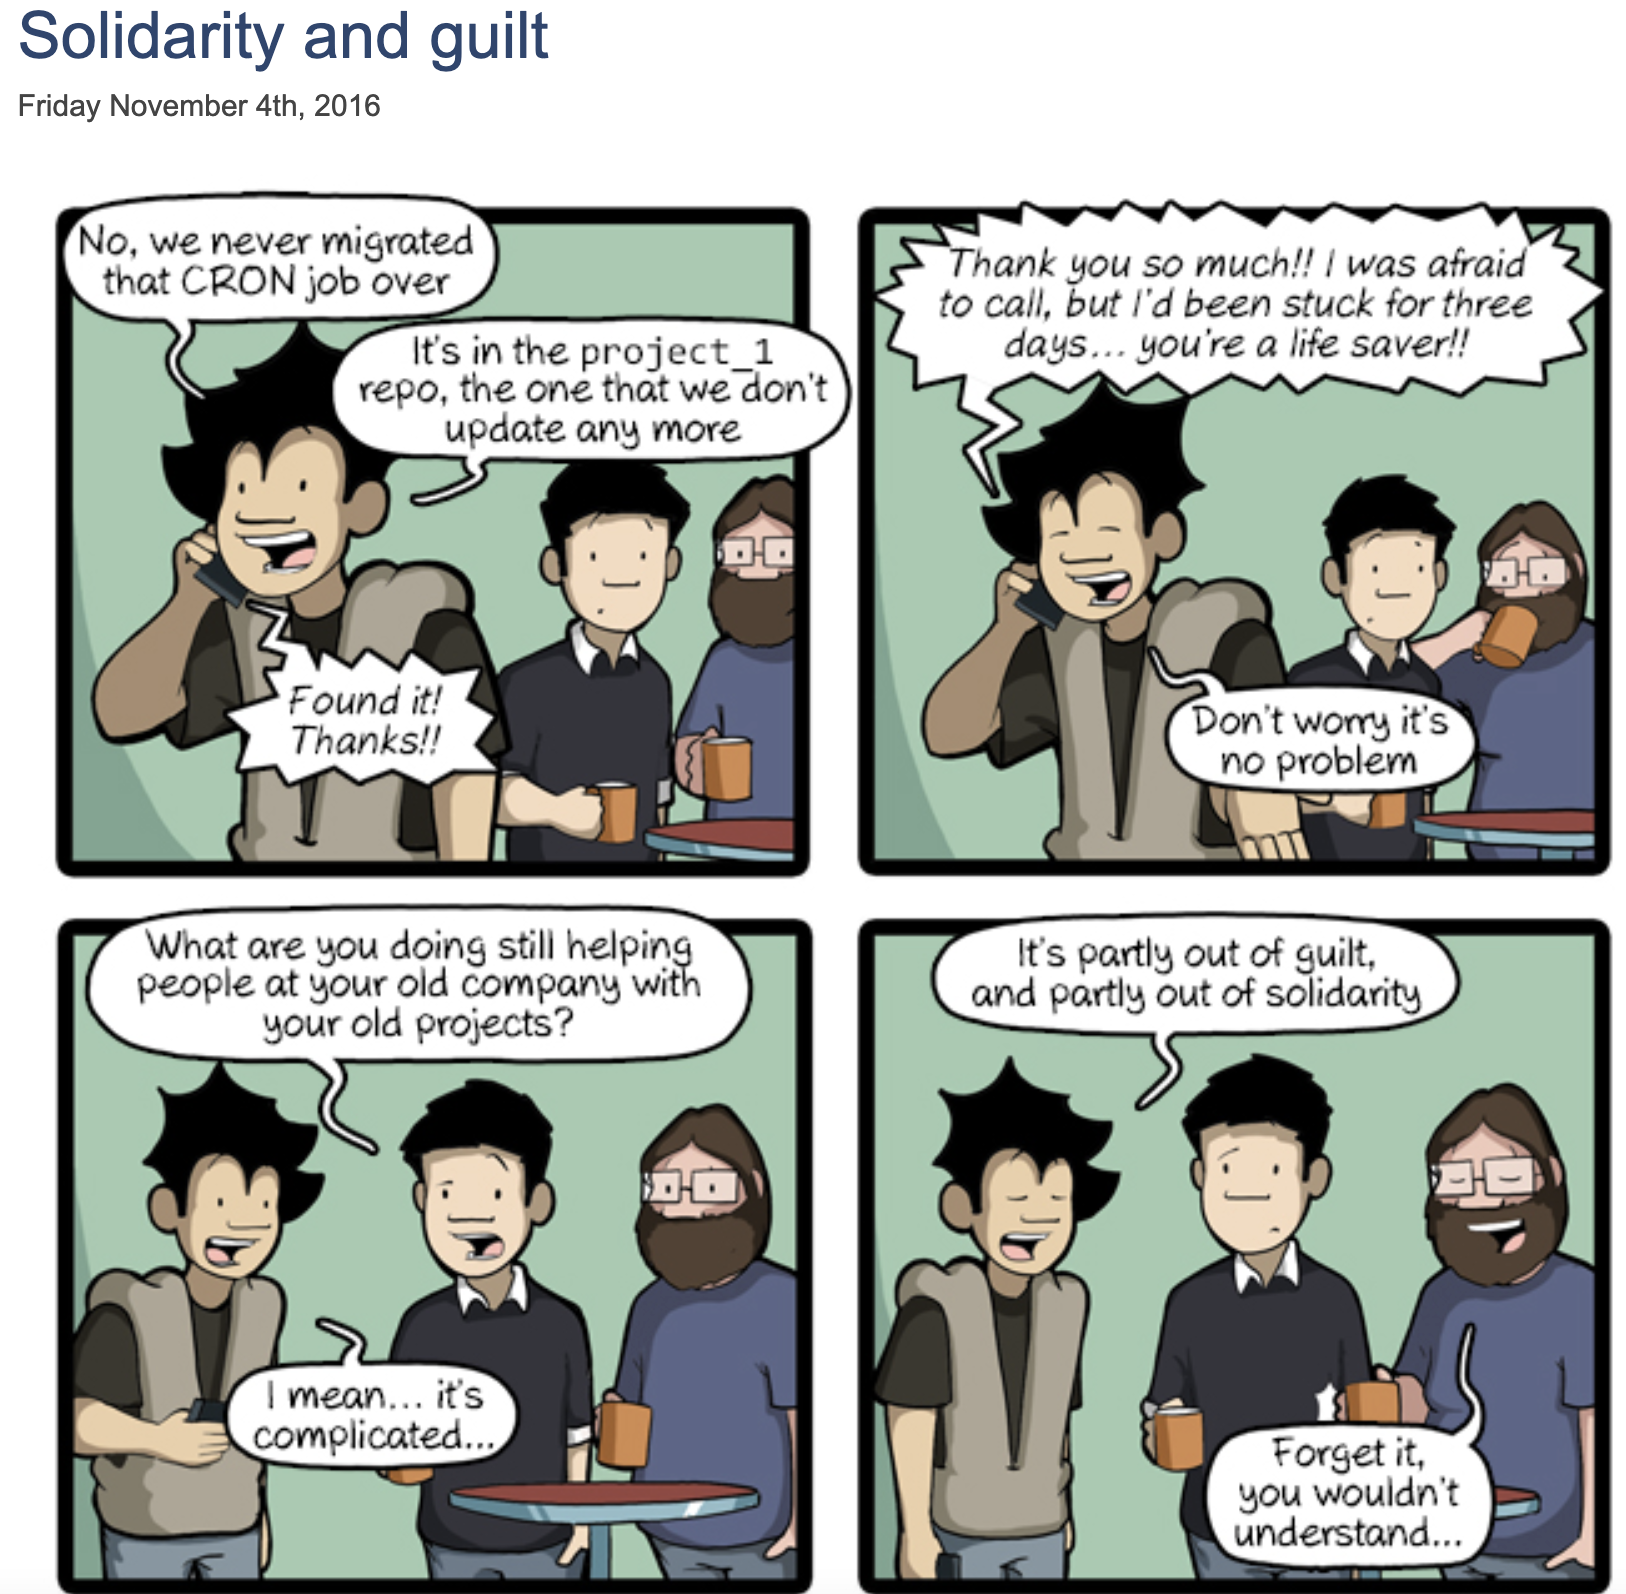 Solidarity and guilt
Friday November 4th, 2016
No, we never migrated
that CRON job over
It's in the project_1
repo, the one that we don't
update any more
Found it!
Thanks!!
Thank you so much!! I was afraid
to call, but I'd been stuck for three
days... you're a life saver!!
Don't worry it's
no problem
What are you doing still helping
people at your old company with
your old projects?
I mean... it's
complicated...
It's partly out of guilt,
and partly out of solidarity
Forget it,
you wouldn't
understand...